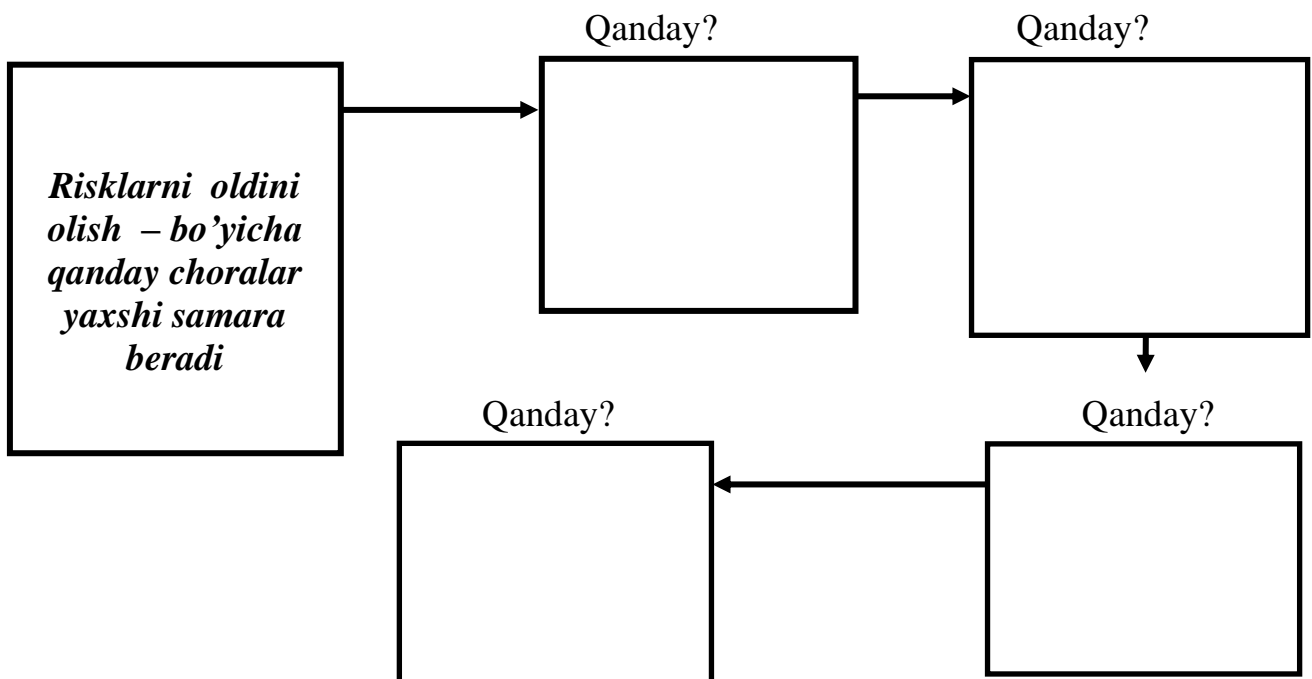 Qanday?
Qanday?
Risklarni oldini
olish – bo’yicha
qanday choralar
yaxshi samara
beradi
Qanday?
Qanday?